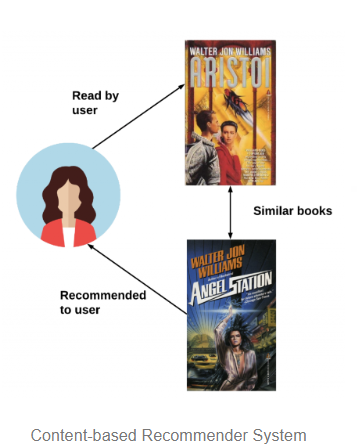 WALTER JON WILLIAMS
ARISTOI
Read by
user
Similar books
WALTER JON
WILLIAMS
ANGEL STATION
Recommended
to user
Content-based Recommender System